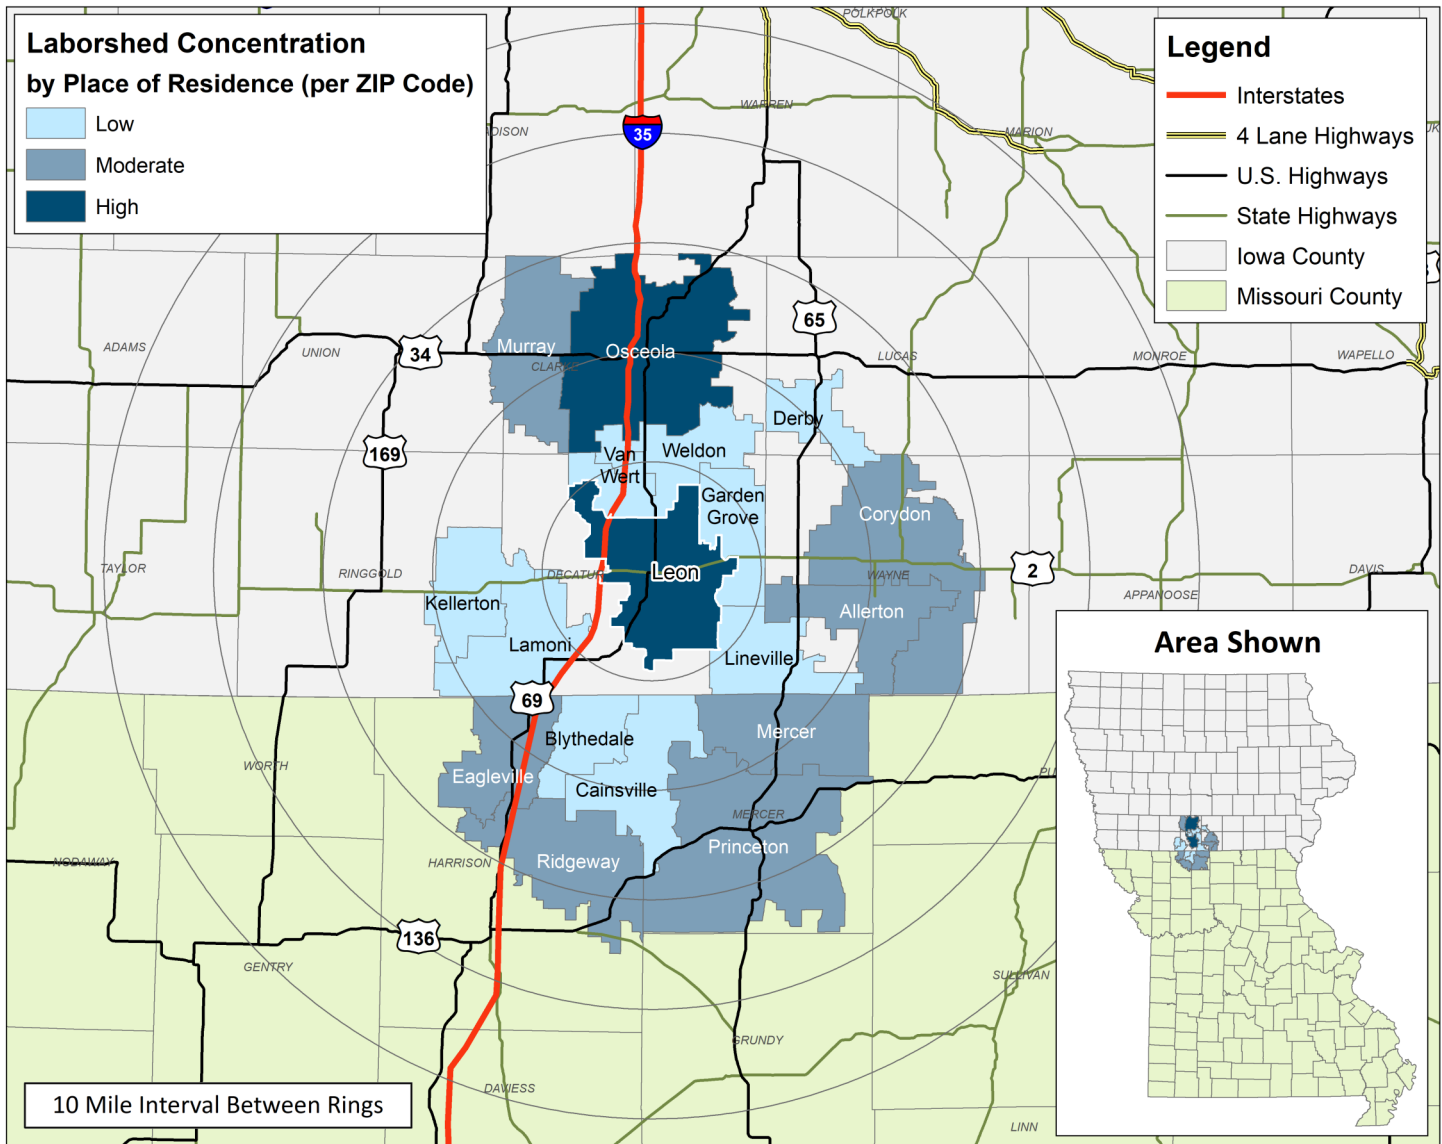 Laborshed Concentration
by Place of Residence (per ZIP Code)
Low
Moderate
High
Legend
Interstates
4 Lane Highways
U.S. Highways
State Highways
Iowa County
Missouri County
POLKPOLK
WARREN
MARION
35
65
34
169
2
69
136
ADAMS
UNION
CLARKE
LUCAS
MONROE
WAPELLO
Murray
Osceola
Derby
Van
Wert
Weldon
Garden
Grove
Corydon
TAYLOR
RINGGOLD
DECATUR
Leon
WAYNE
APPANOOSE
DAVIS
Kellerton
Lamoni
Allerton
Lineville
Blythedale
Mercer
Eagleville
Cainsville
WORTH
MERCER
NODAWAY
HARRISON
Ridgeway
Princeton
GENTRY
SULLIVAN
GRUNDY
DAVIESS
LINN
Area Shown
10 Mile Interval Between Rings